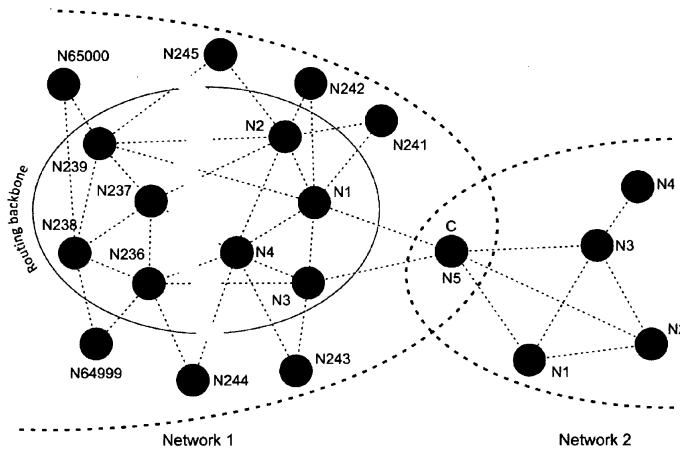 N65000
N245
N242
N2
N241
N239
N237
N1
Routing backbone
N238
N236
N4
N3
C
N5
N4
N3
N64999
N244
N243
N1
Network 1
Network 2